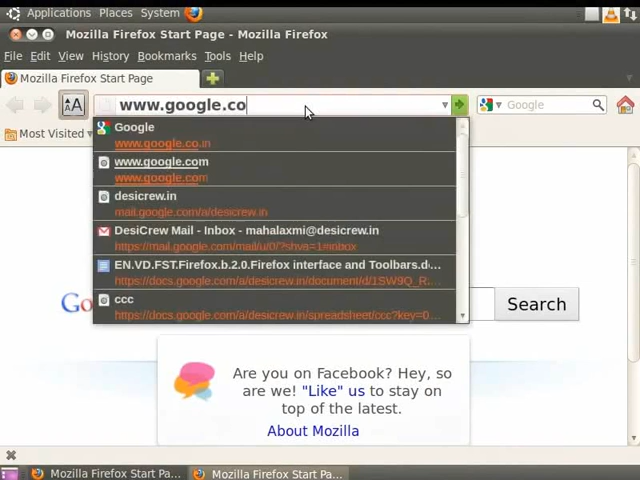 Applications Places System
Mozilla Firefox Start Page - Mozilla Firefox
File Edit View History Bookmarks Tools Help
Mozilla Firefox Start Page
AA www.google.co Google
Most Visited
Google
www.google.co.in
www.google.com
www.google.com
desicrew.in
mail.google.com/a/desicrew.in
DesiCrew Mail - Inbox - mahalaxmi@desicrew.in
https://mail.google.com/mail/u/0/?shva=1#inbox
EN.VD.FST.Firefox.b.2.0.Firefox interface and Toolbars.d...
https://docs.google.com/a/desicrew.in/document/d/1SW9Q_R...
ccc
https://docs.google.com/a/desicrew.in/spreadsheet/ccc?key=0...
Go Search
Are you on Facebook? Hey, so
are we! "Like" us to stay on
top of the latest.
About Mozilla
Mozilla Firefox Start Pa... Mozilla Firefox Start Pa...